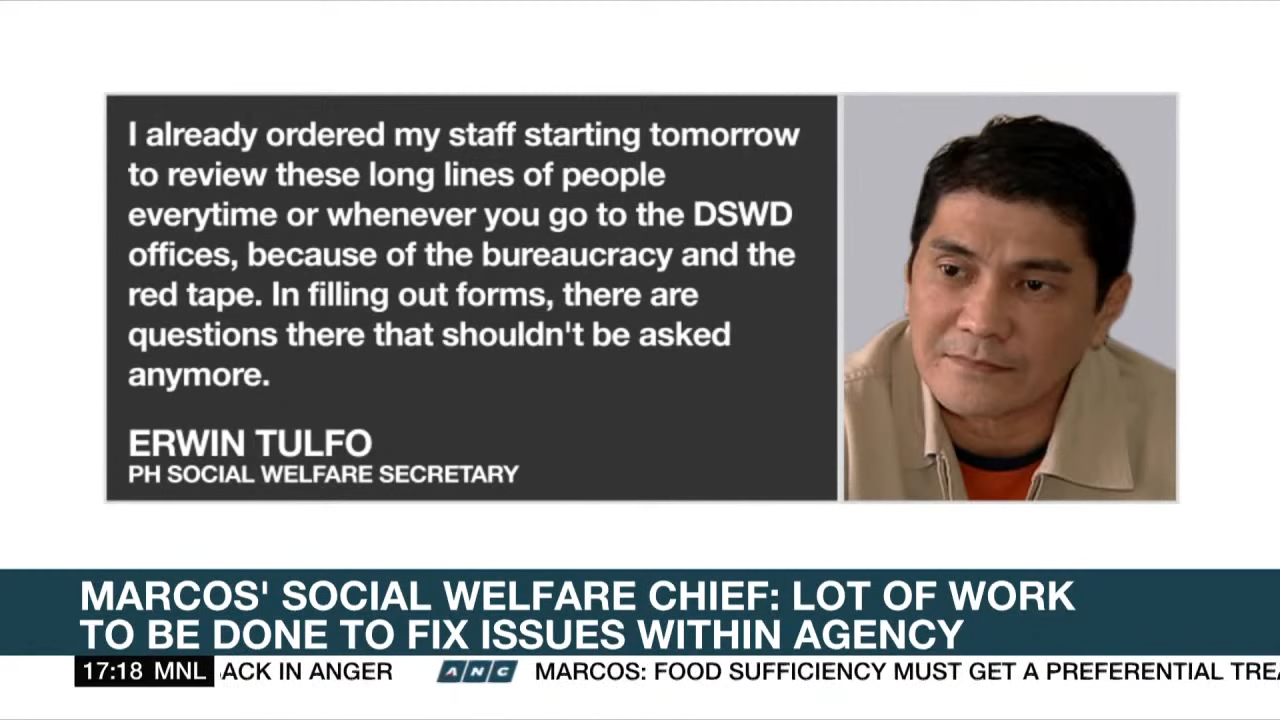 I already ordered my staff starting tomorrow
to review these long lines of people
everytime or whenever you go to the DSWD
offices, because of the bureaucracy and the
red tape. In filling out forms, there are
questions there that shouldn't be asked
anymore.
ERWIN TULFO
PH SOCIAL WELFARE SECRETARY
MARCOS' SOCIAL WELFARE CHIEF: LOT OF WORK
TO BE DONE TO FIX ISSUES WITHIN AGENCY
17:18 MNL ACK IN ANGER ANC MARCOS: FOOD SUFFICIENCY MUST GET A PREFERENTIAL TREA